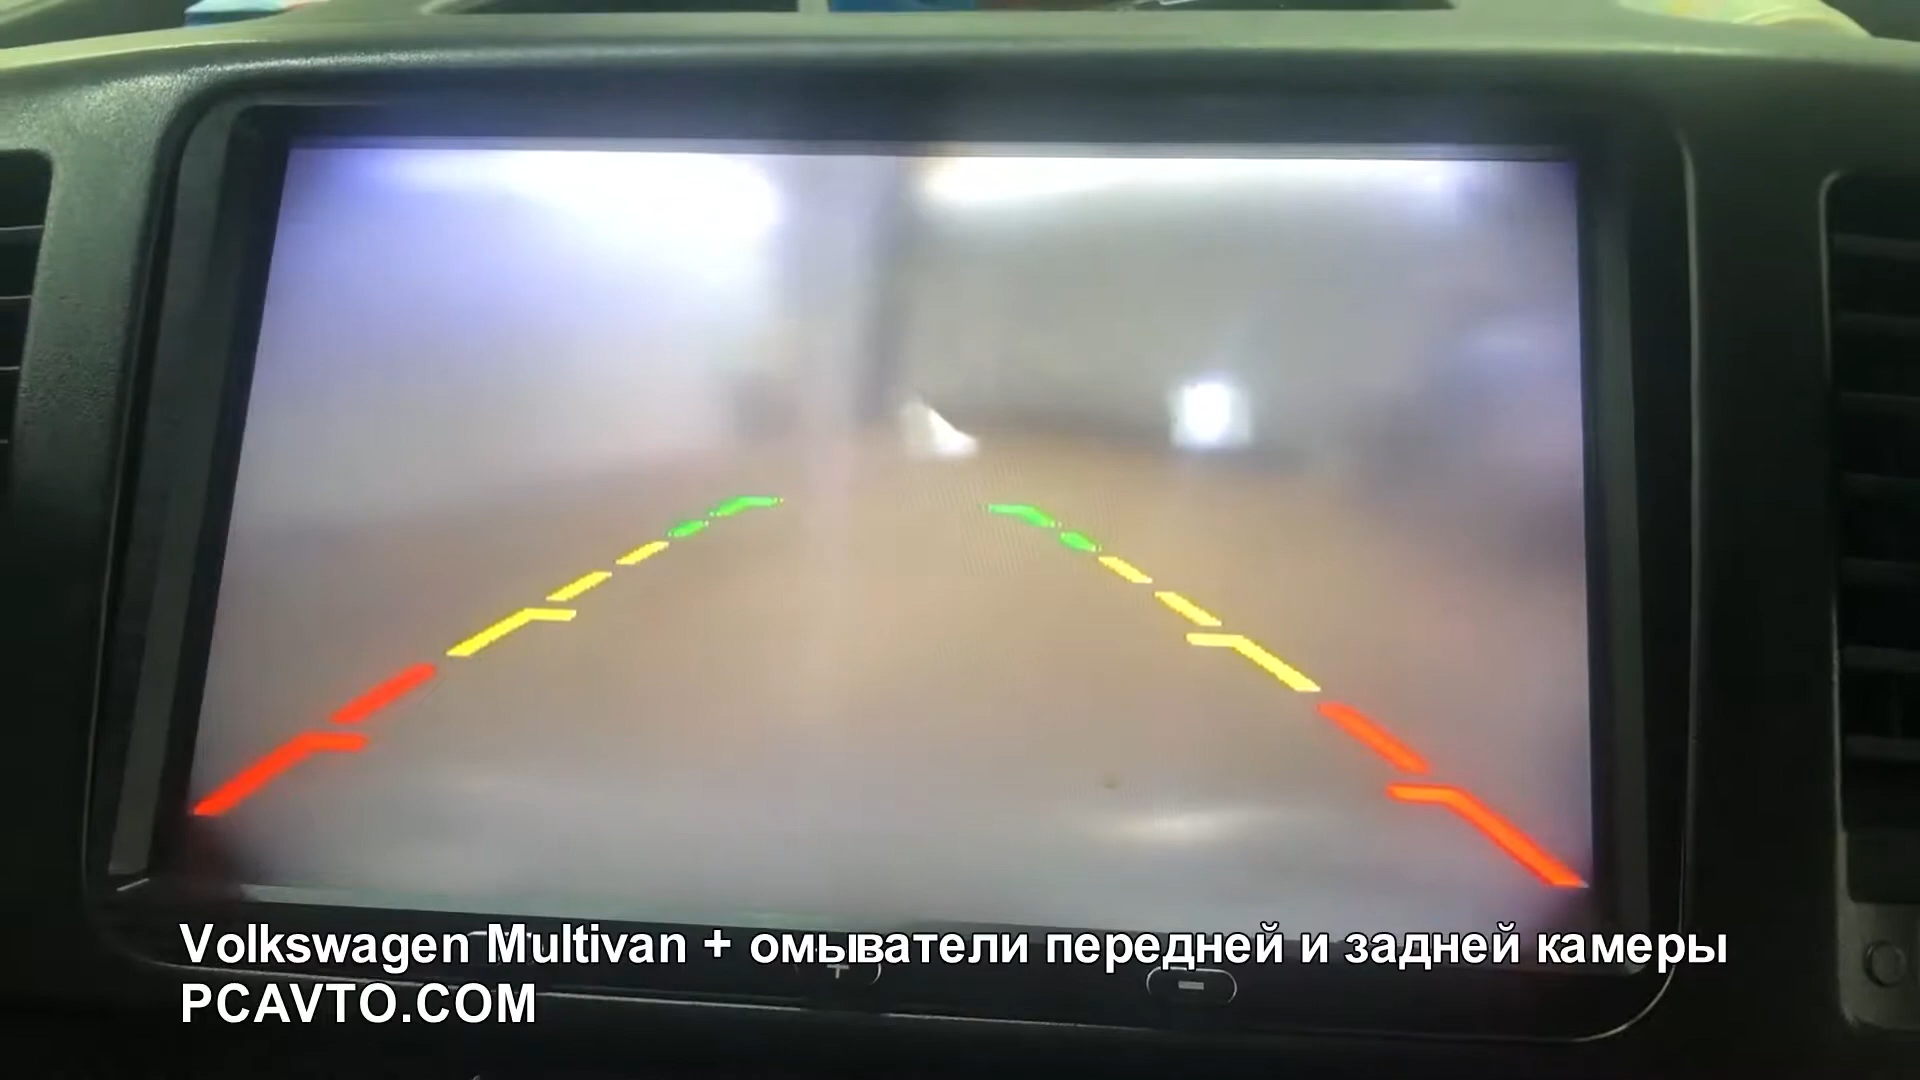 Volkswagen Multivan + омыватели передней и задней камеры
PCAVTO.COM